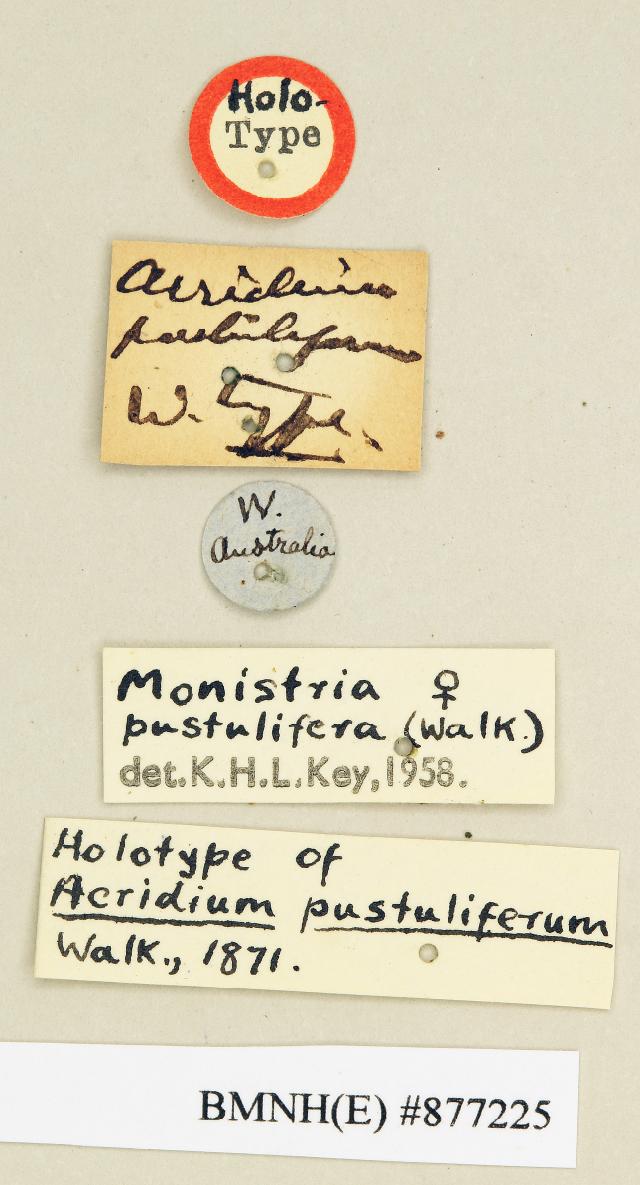 Holo-
Type
Acridium
pustuliferum
W. Type.
W.
Australia
Monistria ♀
pustulifera (Walk.)
det. K.H.L. Key, 1958.
Holotype of
Acridium pustuliferum
Walk., 1871.
BMNH(E) #877225